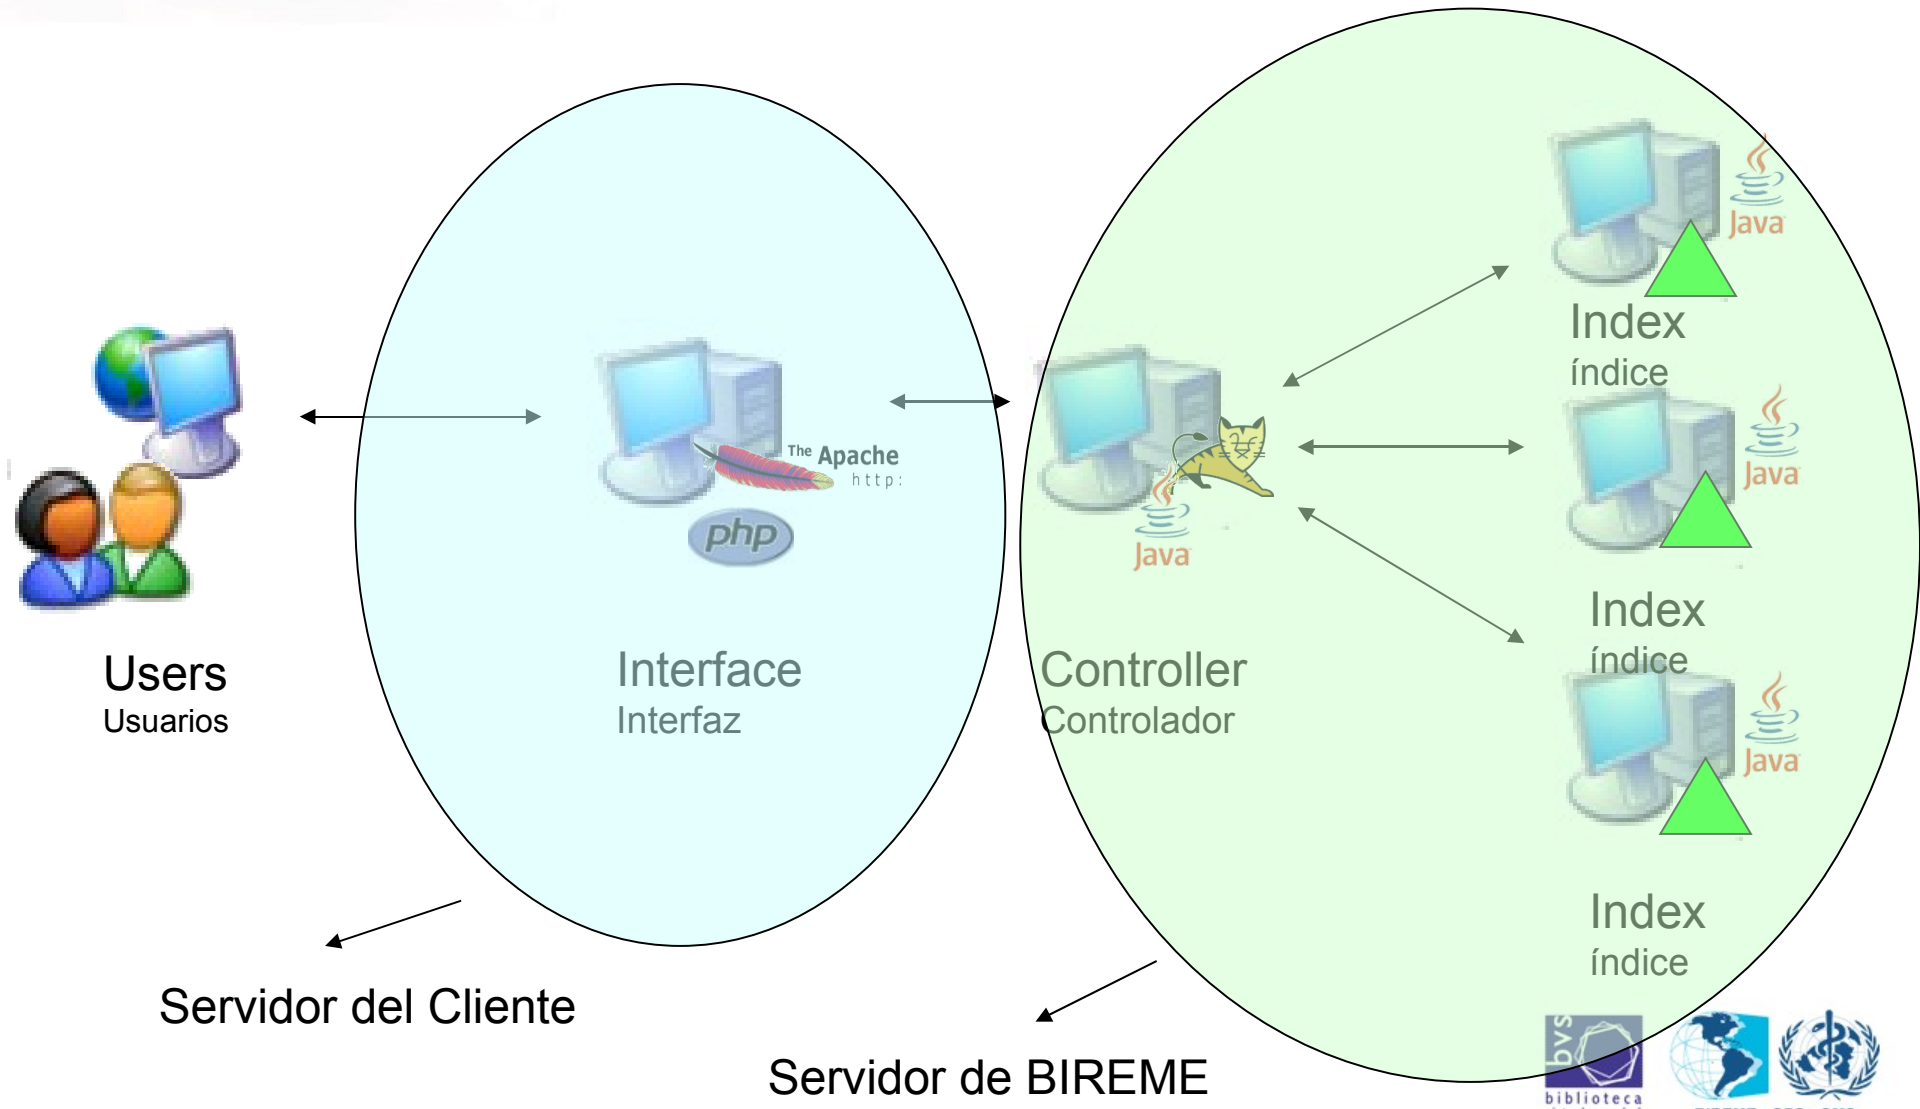 Users
Usuarios
The Apache
http:
php
Interface
Interfaz
Java
Controller
Controlador
Java
Index
índice
Java
Index
índice
Java
Index
índice
Servidor del Cliente
Servidor de BIREME
bvs
biblioteca